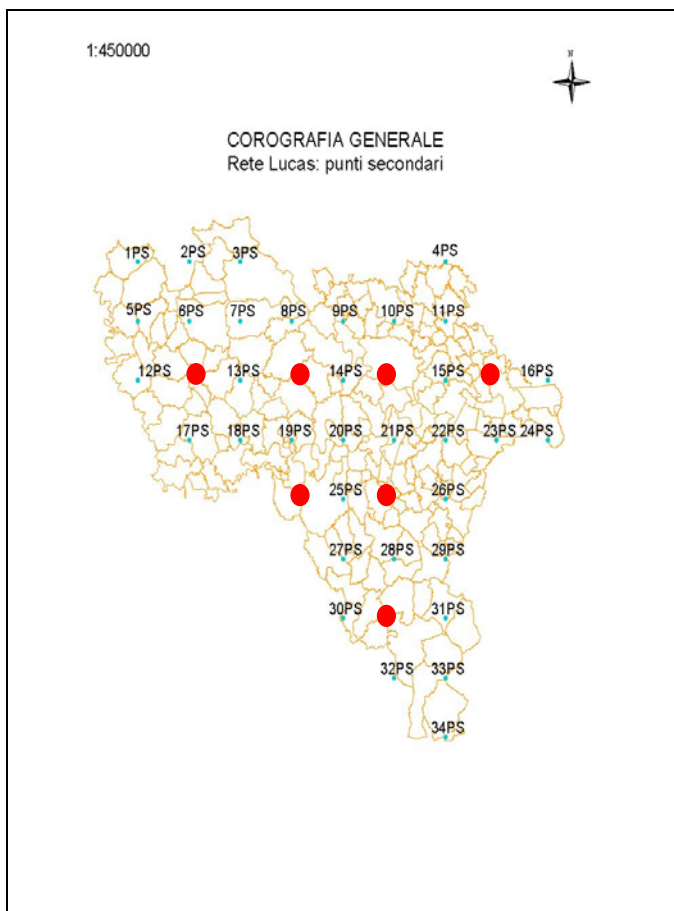 1:450000
N
COROGRAFIA GENERALE
Rete Lucas: punti secondari
1PS 2PS 3PS 4PS
5PS 6PS 7PS 8PS 9PS 10PS 11PS
12PS 13PS 14PS 15PS 16PS
17PS 18PS 19PS 20PS 21PS 22PS 23PS 24PS
25PS 26PS
27PS 28PS 29PS
30PS 31PS
32PS 33PS
34PS